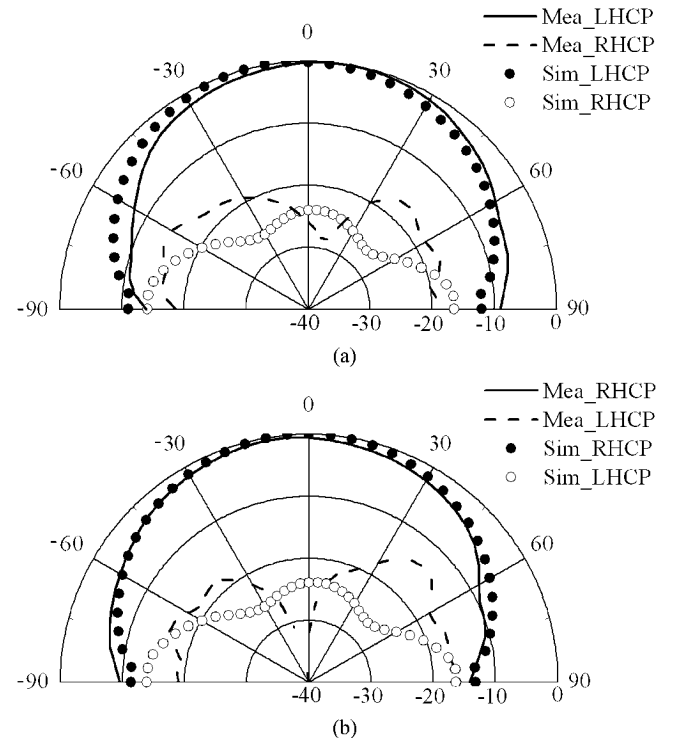 Mea_LHCP
Mea_RHCP
Sim_LHCP
Sim_RHCP
0
-30 30
-60 60
-90 90
-40 -30 -20 -10 0
(a)
Mea_RHCP
Mea_LHCP
Sim_RHCP
Sim_LHCP
0
-30 30
-60 60
-90 90
-40 -30 -20 -10 0
(b)